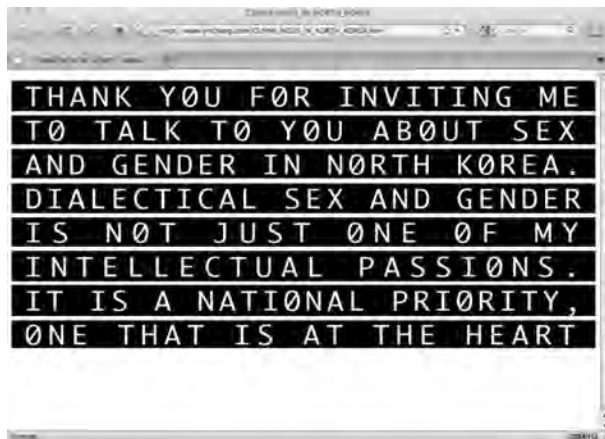 THANK YØU FØR INVITING ME
TØ TALK TØ YØU ABØUT SEX
AND GENDER IN NØRTH KØREA.
DIALECTICAL SEX AND GENDER
IS NØT JUST ØNE ØF MY
INTELLECTUAL PASSIØNS.
IT IS A NATIØNAL PRIØRITY,
ØNE THAT IS AT THE HEART